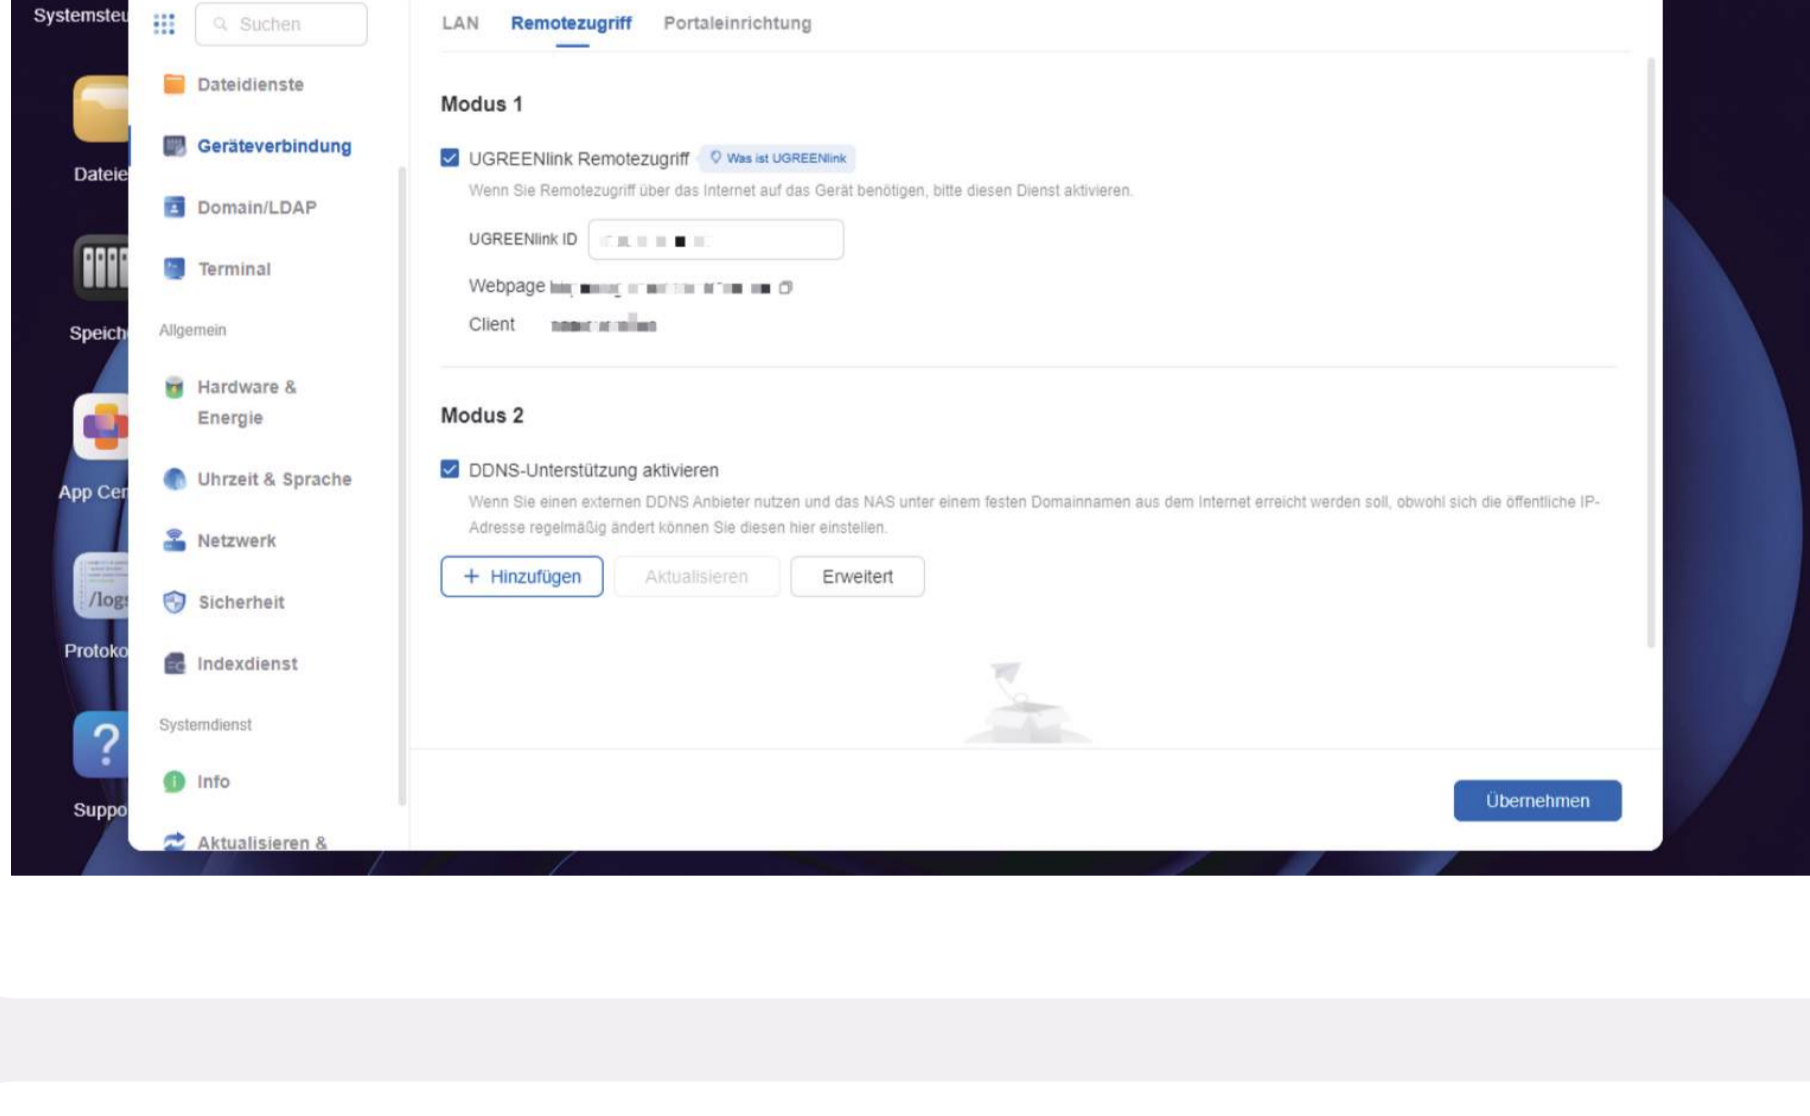 Systemsteu
Dateie
Speich
App Cen
/logs
Protoko
Suppo
Suchen
Dateidienste
Geräteverbindung
Domain/LDAP
Terminal
Allgemein
Hardware &
Energie
Uhrzeit & Sprache
Netzwerk
Sicherheit
Indexdienst
Systemdienst
Info
Aktualisieren &
LAN Remotezugriff Portaleinrichtung
Modus 1
UGREENlink Remotezugriff Was ist UGREENlink
Wenn Sie Remotezugriff über das Internet auf das Gerät benötigen, bitte diesen Dienst aktivieren.
UGREENlink ID
Webpage
Client
Modus 2
DDNS-Unterstützung aktivieren
Wenn Sie einen externen DDNS Anbieter nutzen und das NAS unter einem festen Domainnamen aus dem Internet erreicht werden soll, obwohl sich die öffentliche IP-
Adresse regelmäßig ändert können Sie diesen hier einstellen.
+ Hinzufügen Aktualisieren Erweitert
Übernehmen